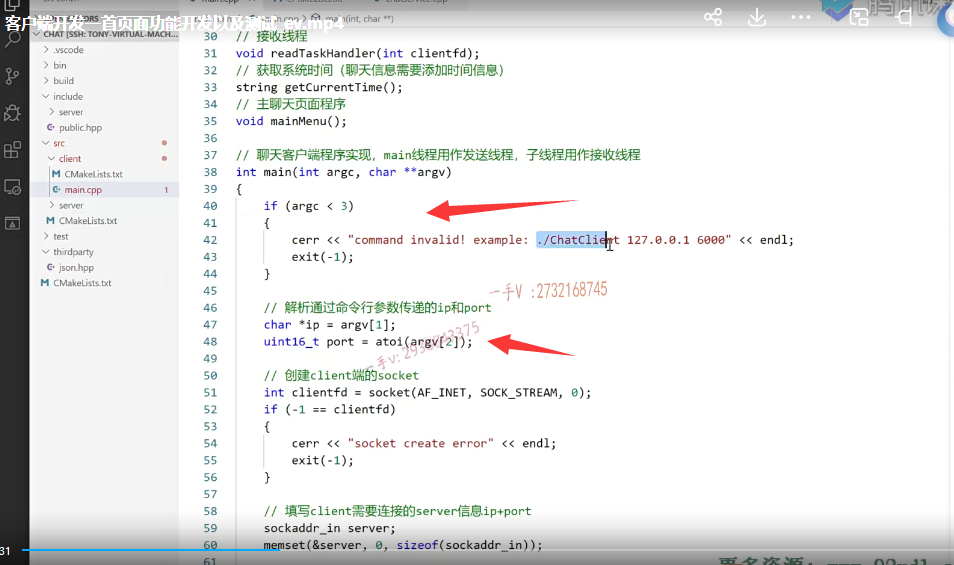 客户端开发—首页面功能开发以及测试_ev.mp4
CHAT [SSH: TONY-VIRTUAL-MACH...
.vscode
bin
build
include
server
public.hpp
src
client
CMakeLists.txt
main.cpp 1
server
CMakeLists.txt
test
thirdparty
json.hpp
CMakeLists.txt
30 // 接收线程
31 void readTaskHandler(int clientfd);
32 // 获取系统时间（聊天信息需要添加时间信息）
33 string getCurrentTime();
34 // 主聊天页面程序
35 void mainMenu();
36
37 // 聊天客户端程序实现，main线程用作发送线程，子线程用作接收线程
38 int main(int argc, char **argv)
39 {
40 if (argc < 3)
41 {
42 cerr << "command invalid! example: ./ChatClient 127.0.0.1 6000" << endl;
43 exit(-1);
44 }
45
一手V :2732168745
46 // 解析通过命令行参数传递的ip和port
47 char *ip = argv[1];
48 uint16_t port = atoi(argv[2]);
49
50 // 创建client端的socket
51 int clientfd = socket(AF_INET, SOCK_STREAM, 0);
52 if (-1 == clientfd)
53 {
54 cerr << "socket create error" << endl;
55 exit(-1);
56 }
57
58 // 填写client需要连接的server信息ip+port
59 sockaddr_in server;
60 memset(&server, 0, sizeof(sockaddr_in));
61
31